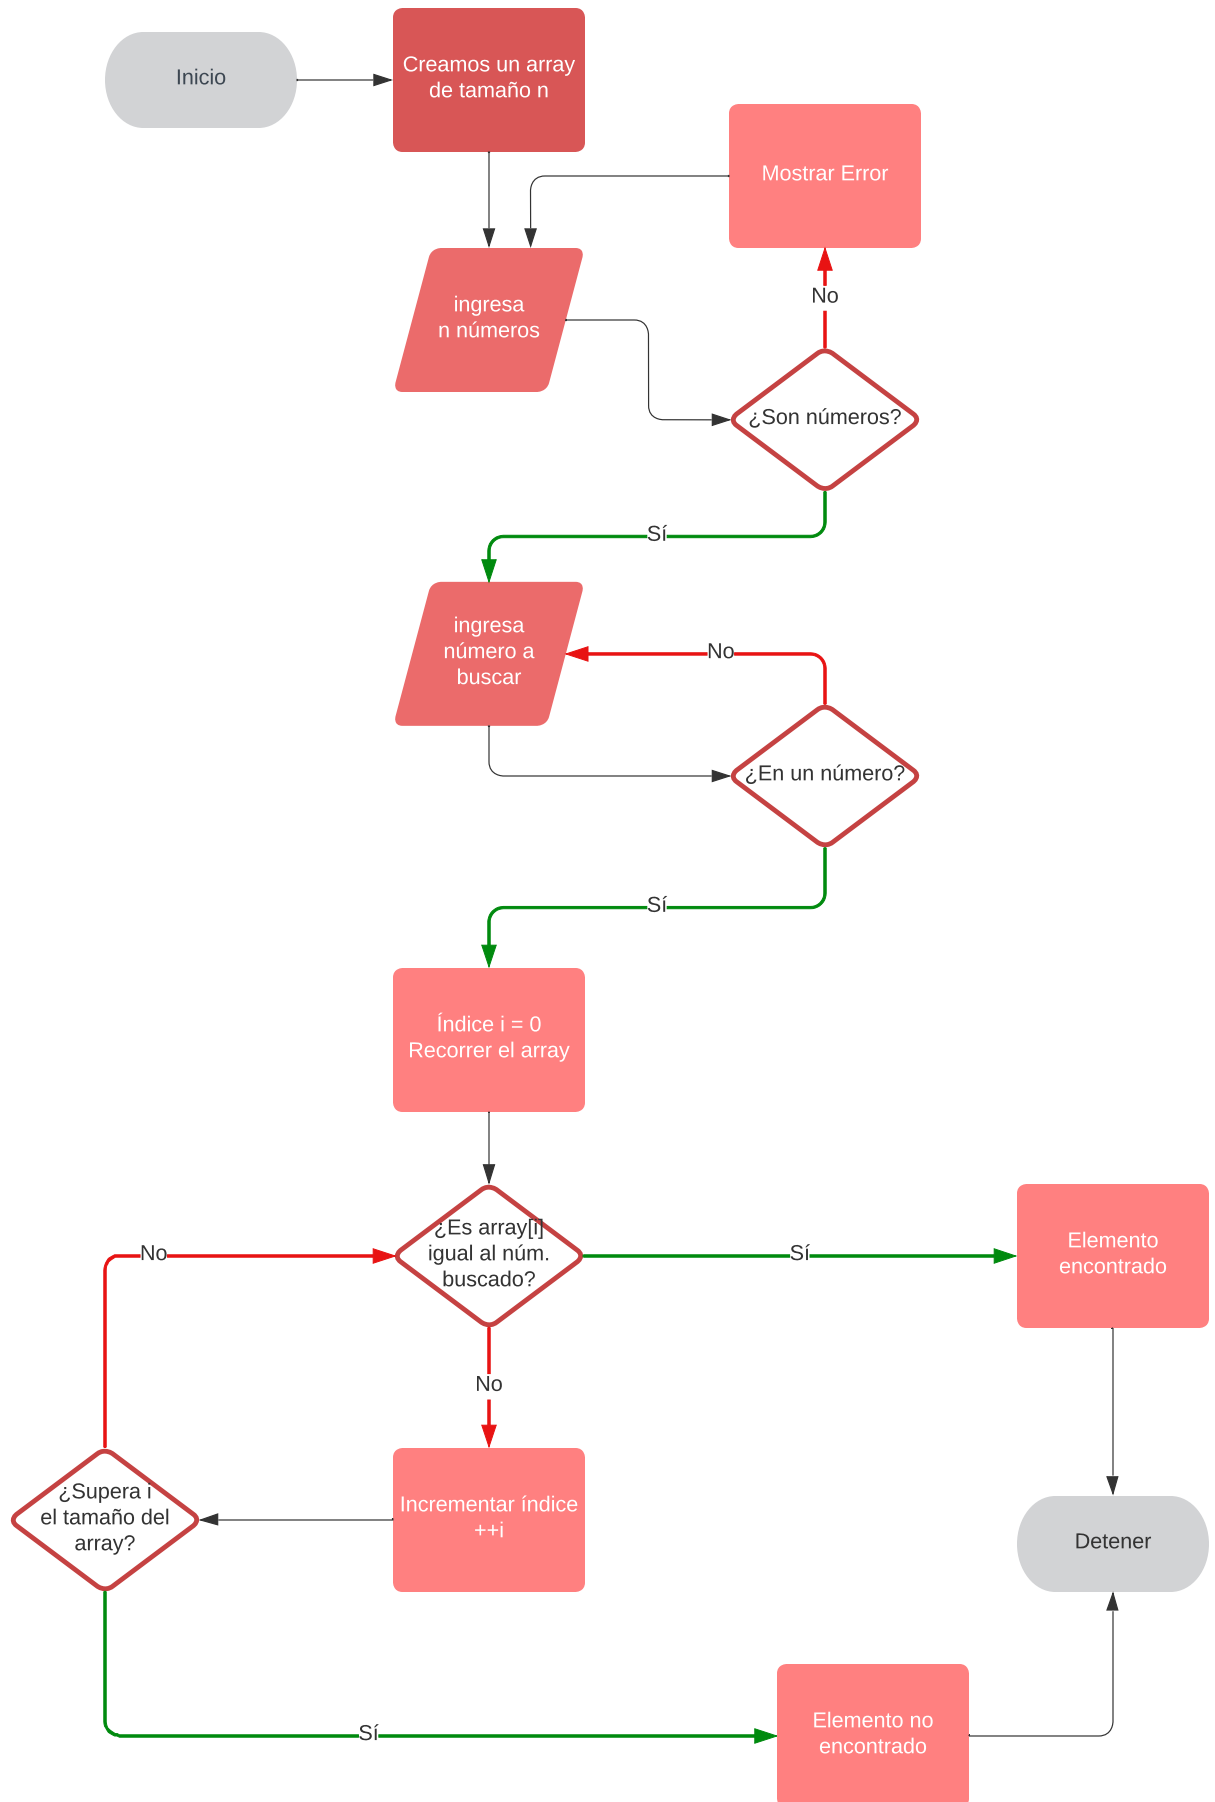 Inicio
Creamos un array
de tamaño n
Mostrar Error
ingresa
n números
No
¿Son números?
Sí
ingresa
número a
buscar
No
¿En un número?
Sí
Índice i = 0
Recorrer el array
¿Es array[i]
igual al núm.
buscado?
No
Sí
Elemento
encontrado
No
¿Supera i
el tamaño del
array?
Incrementar índice
++i
Detener
Sí
Elemento no
encontrado